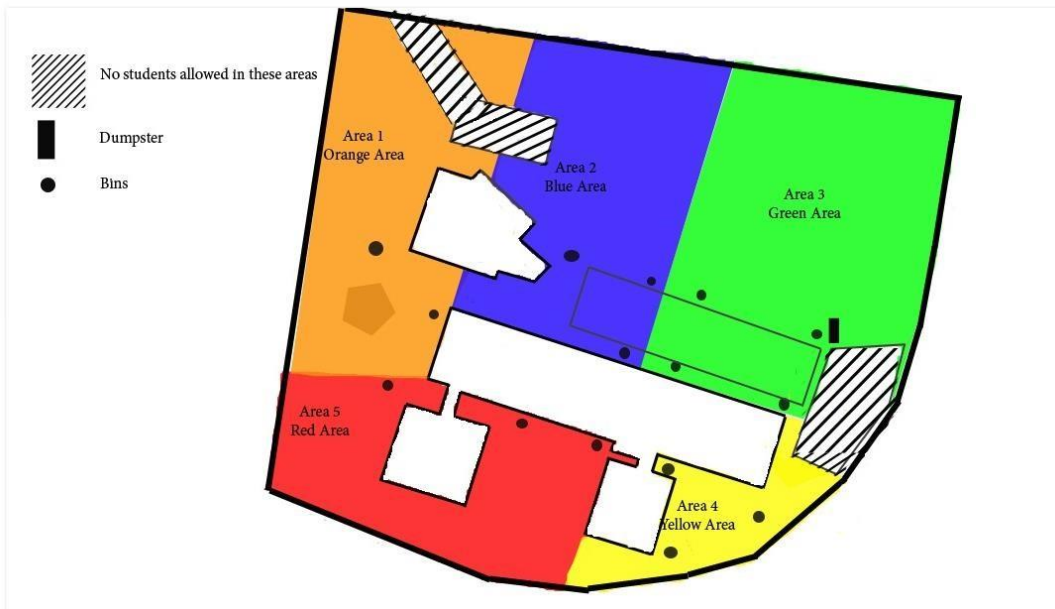 No students allowed in these areas
Dumpster
Bins
Area 1
Orange Area
Area 2
Blue Area
Area 3
Green Area
Area 5
Red Area
Area 4
Yellow Area